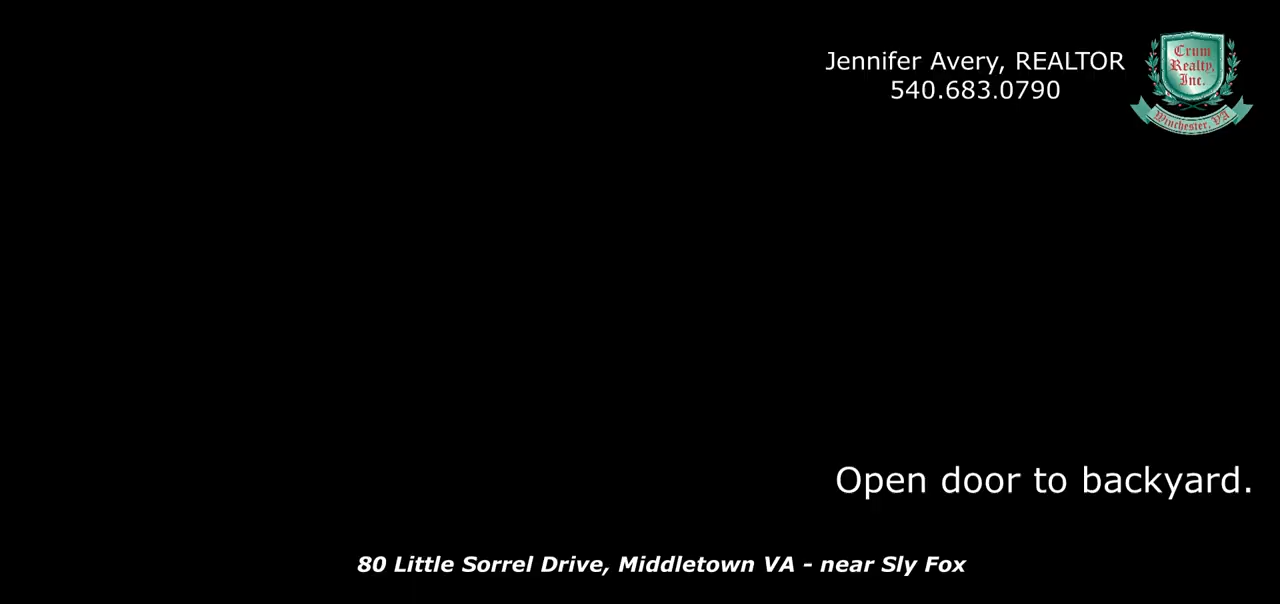 Jennifer Avery, REALTOR
540.683.0790
Crum
Realty,
Inc.
Winchester, VA
Open door to backyard.
80 Little Sorrel Drive, Middletown VA - near Sly Fox